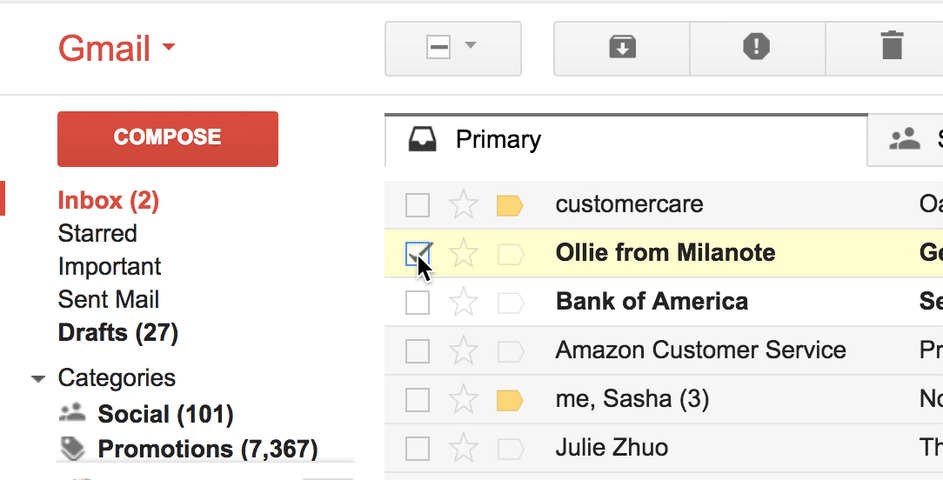 Gmail
COMPOSE
Inbox (2)
Starred
Important
Sent Mail
Drafts (27)
Categories
Social (101)
Promotions (7,367)
Primary
customercare
Ollie from Milanote
Bank of America
Amazon Customer Service
me, Sasha (3)
Julie Zhuo